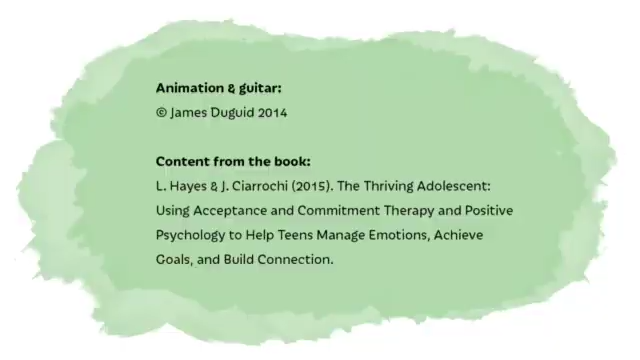 Animation & guitar:
© James Duguid 2014
Content from the book:
L. Hayes & J. Ciarrochi (2015). The Thriving Adolescent:
Using Acceptance and Commitment Therapy and Positive
Psychology to Help Teens Manage Emotions, Achieve
Goals, and Build Connection.